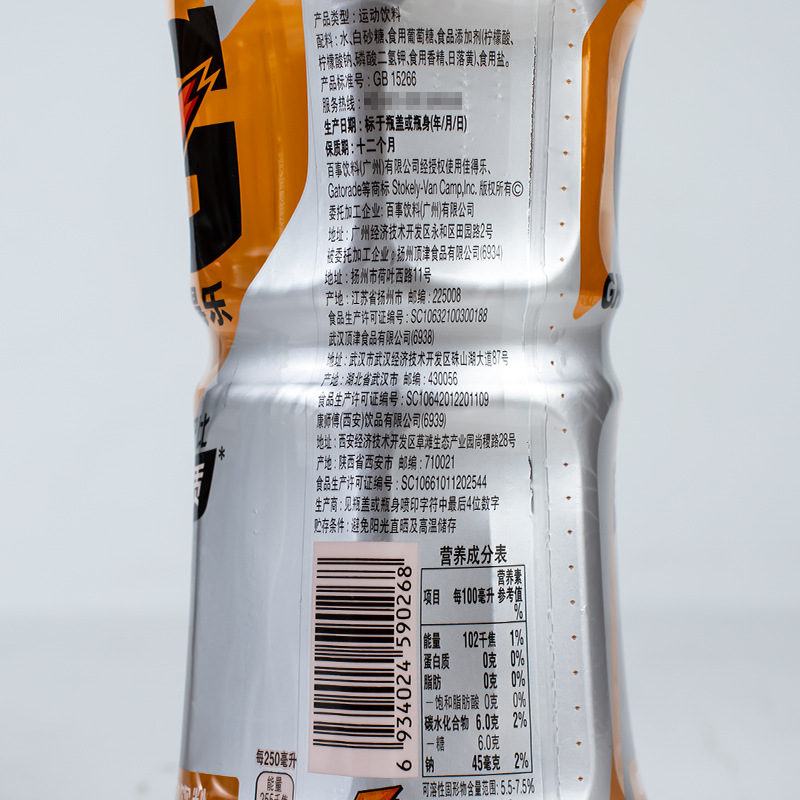 产品类型：运动饮料
配料：水、白砂糖、食用葡萄糖、食品添加剂(柠檬酸、
柠檬酸钠、磷酸二氢钾、食用香精、日落黄)、食用盐。
产品标准号：GB 15266
服务热线：
生产日期：标于瓶盖或瓶身(年/月/日)
保质期：十二个月
百事饮料(广州)有限公司经授权使用佳得乐、
Gatorade等商标 Stokely-Van Camp,Inc. 版权所有©
委托加工企业：百事饮料(广州)有限公司
地址：广州经济技术开发区永和区田园路2号
被委托加工企业：扬州顶津食品有限公司(6934)
地址：扬州市荷叶西路11号
产地：江苏省扬州市 邮编：225008
食品生产许可证编号：SC10632100300188
武汉顶津食品有限公司(6938)
地址：武汉市武汉经济技术开发区珠山湖大道87号
产地：湖北省武汉市 邮编：430056
食品生产许可证编号：SC10642012201109
康师傅(西安)饮品有限公司(6939)
地址：西安经济技术开发区草滩生态产业园尚稷路28号
产地：陕西省西安市 邮编：710021
食品生产许可证编号：SC10661011202544
生产商：见瓶盖或瓶身喷印字符中最后4位数字
贮存条件：避免阳光直晒及高温储存
营养成分表
项目 每100毫升 营养素参考值%
能量 102千焦 1%
蛋白质 0克 0%
脂肪 0克 0%
—饱和脂肪酸 0克 0%
碳水化合物 6.0克 2%
—糖 6.0克
钠 45毫克 2%
可溶性固形物含量范围：5.5-7.5%
6 934024 590268
每250毫升
能量
255千焦
乐
比
质*
G